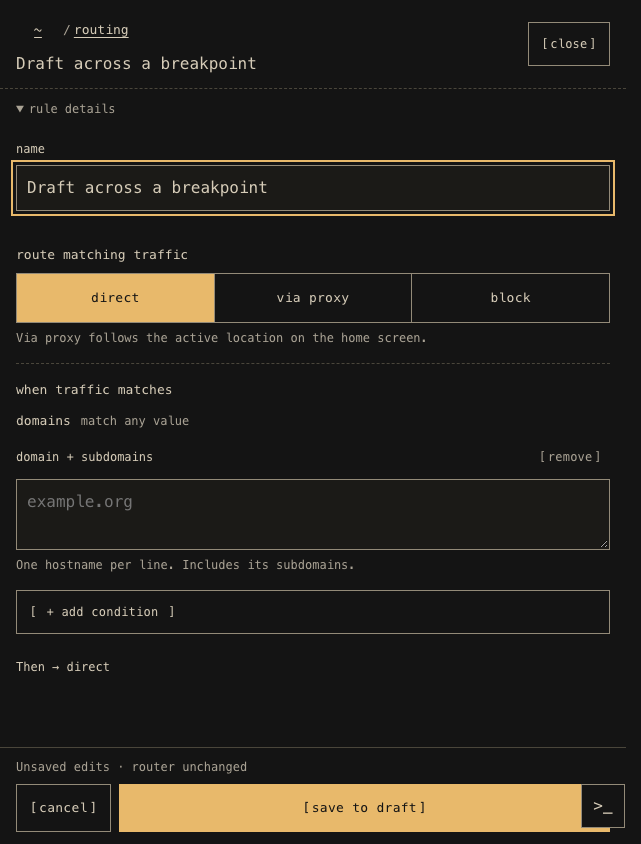 ~ /routing
[close]
Draft across a breakpoint
▼ rule details
name
Draft across a breakpoint
route matching traffic
direct
via proxy
block
Via proxy follows the active location on the home screen.
when traffic matches
domains match any value
domain + subdomains
[remove]
example.org
One hostname per line. Includes its subdomains.
[ + add condition ]
Then → direct
Unsaved edits · router unchanged
[cancel]
[save to draft]
>_